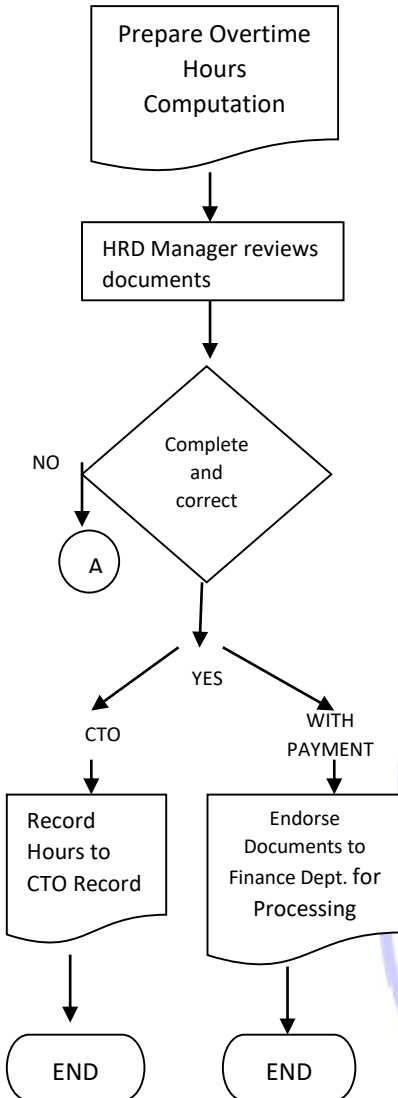 Prepare Overtime
Hours
Computation
HRD Manager reviews
documents
Complete
and
correct
NO
A
YES
CTO
WITH
PAYMENT
Record
Hours to
CTO Record
Endorse
Documents to
Finance Dept. for
Processing
END
END